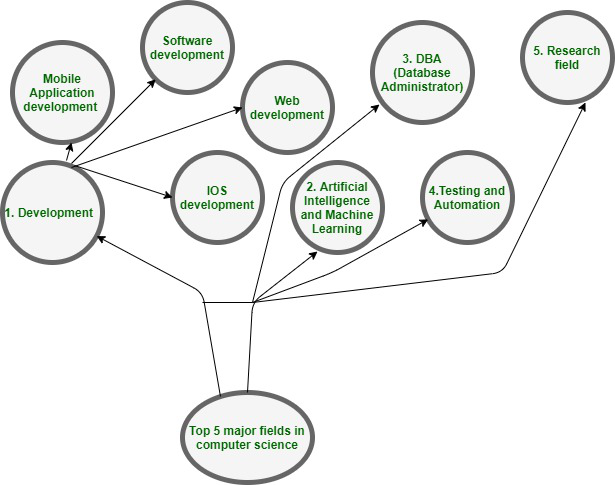 Software
development
Mobile
Application
development
3. DBA
(Database
Administrator)
5. Research
field
Web
development
IOS
development
1. Development
2. Artificial
Intelligence
and Machine
Learning
4.Testing and
Automation
Top 5 major fields in
computer science